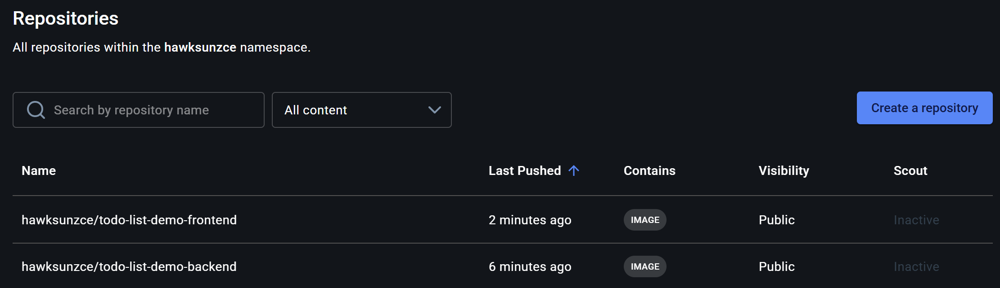 Repositories
All repositories within the hawksunzce namespace.
Search by repository name
All content
Create a repository
Name Last Pushed Contains Visibility Scout
hawksunzce/todo-list-demo-frontend 2 minutes ago IMAGE Public Inactive
hawksunzce/todo-list-demo-backend 6 minutes ago IMAGE Public Inactive